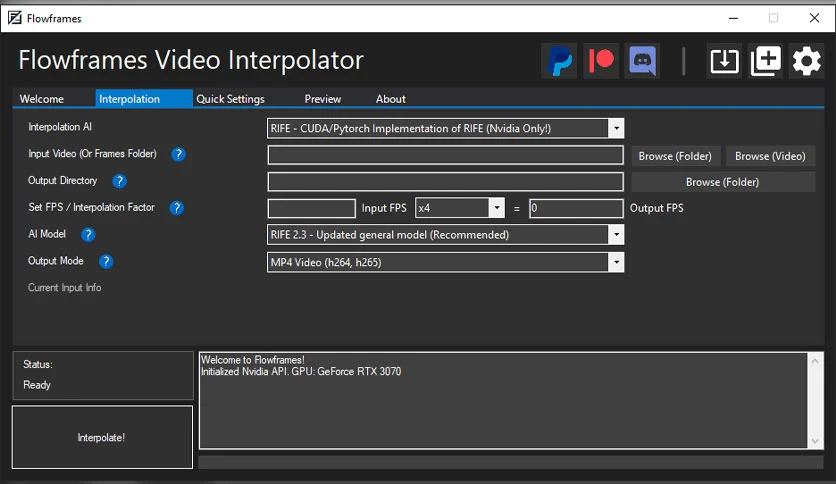 Flowframes
Flowframes Video Interpolator
Welcome Interpolation Quick Settings Preview About
Interpolation AI RIFE - CUDA/Pytorch Implementation of RIFE (Nvidia Only!)
Input Video (Or Frames Folder) ? Browse (Folder) Browse (Video)
Output Directory ? Browse (Folder)
Set FPS / Interpolation Factor ? Input FPS x4 = 0 Output FPS
AI Model ? RIFE 2.3 - Updated general model (Recommended)
Output Mode ? MP4 Video (h264, h265)
Current Input Info
Status:
Ready
Interpolate!
Welcome to Flowframes!
Initialized Nvidia API. GPU: GeForce RTX 3070